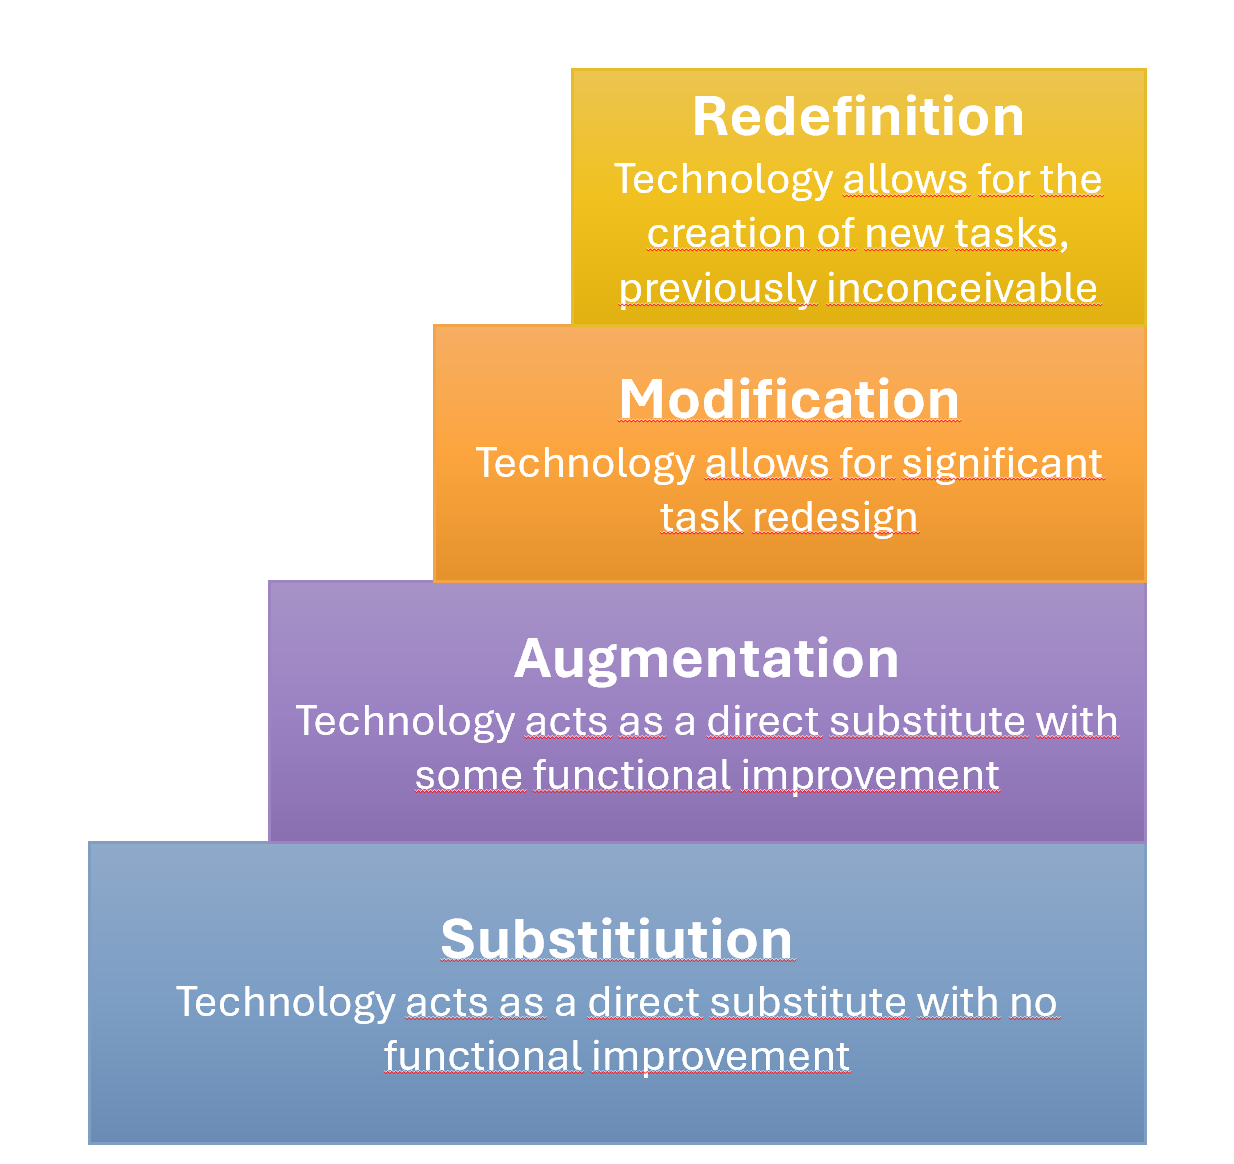 Redefinition
Technology allows for the
creation of new tasks,
previously inconceivable
Modification
Technology allows for significant
task redesign
Augmentation
Technology acts as a direct substitute with
some functional improvement
Substitiution
Technology acts as a direct substitute with no
functional improvement